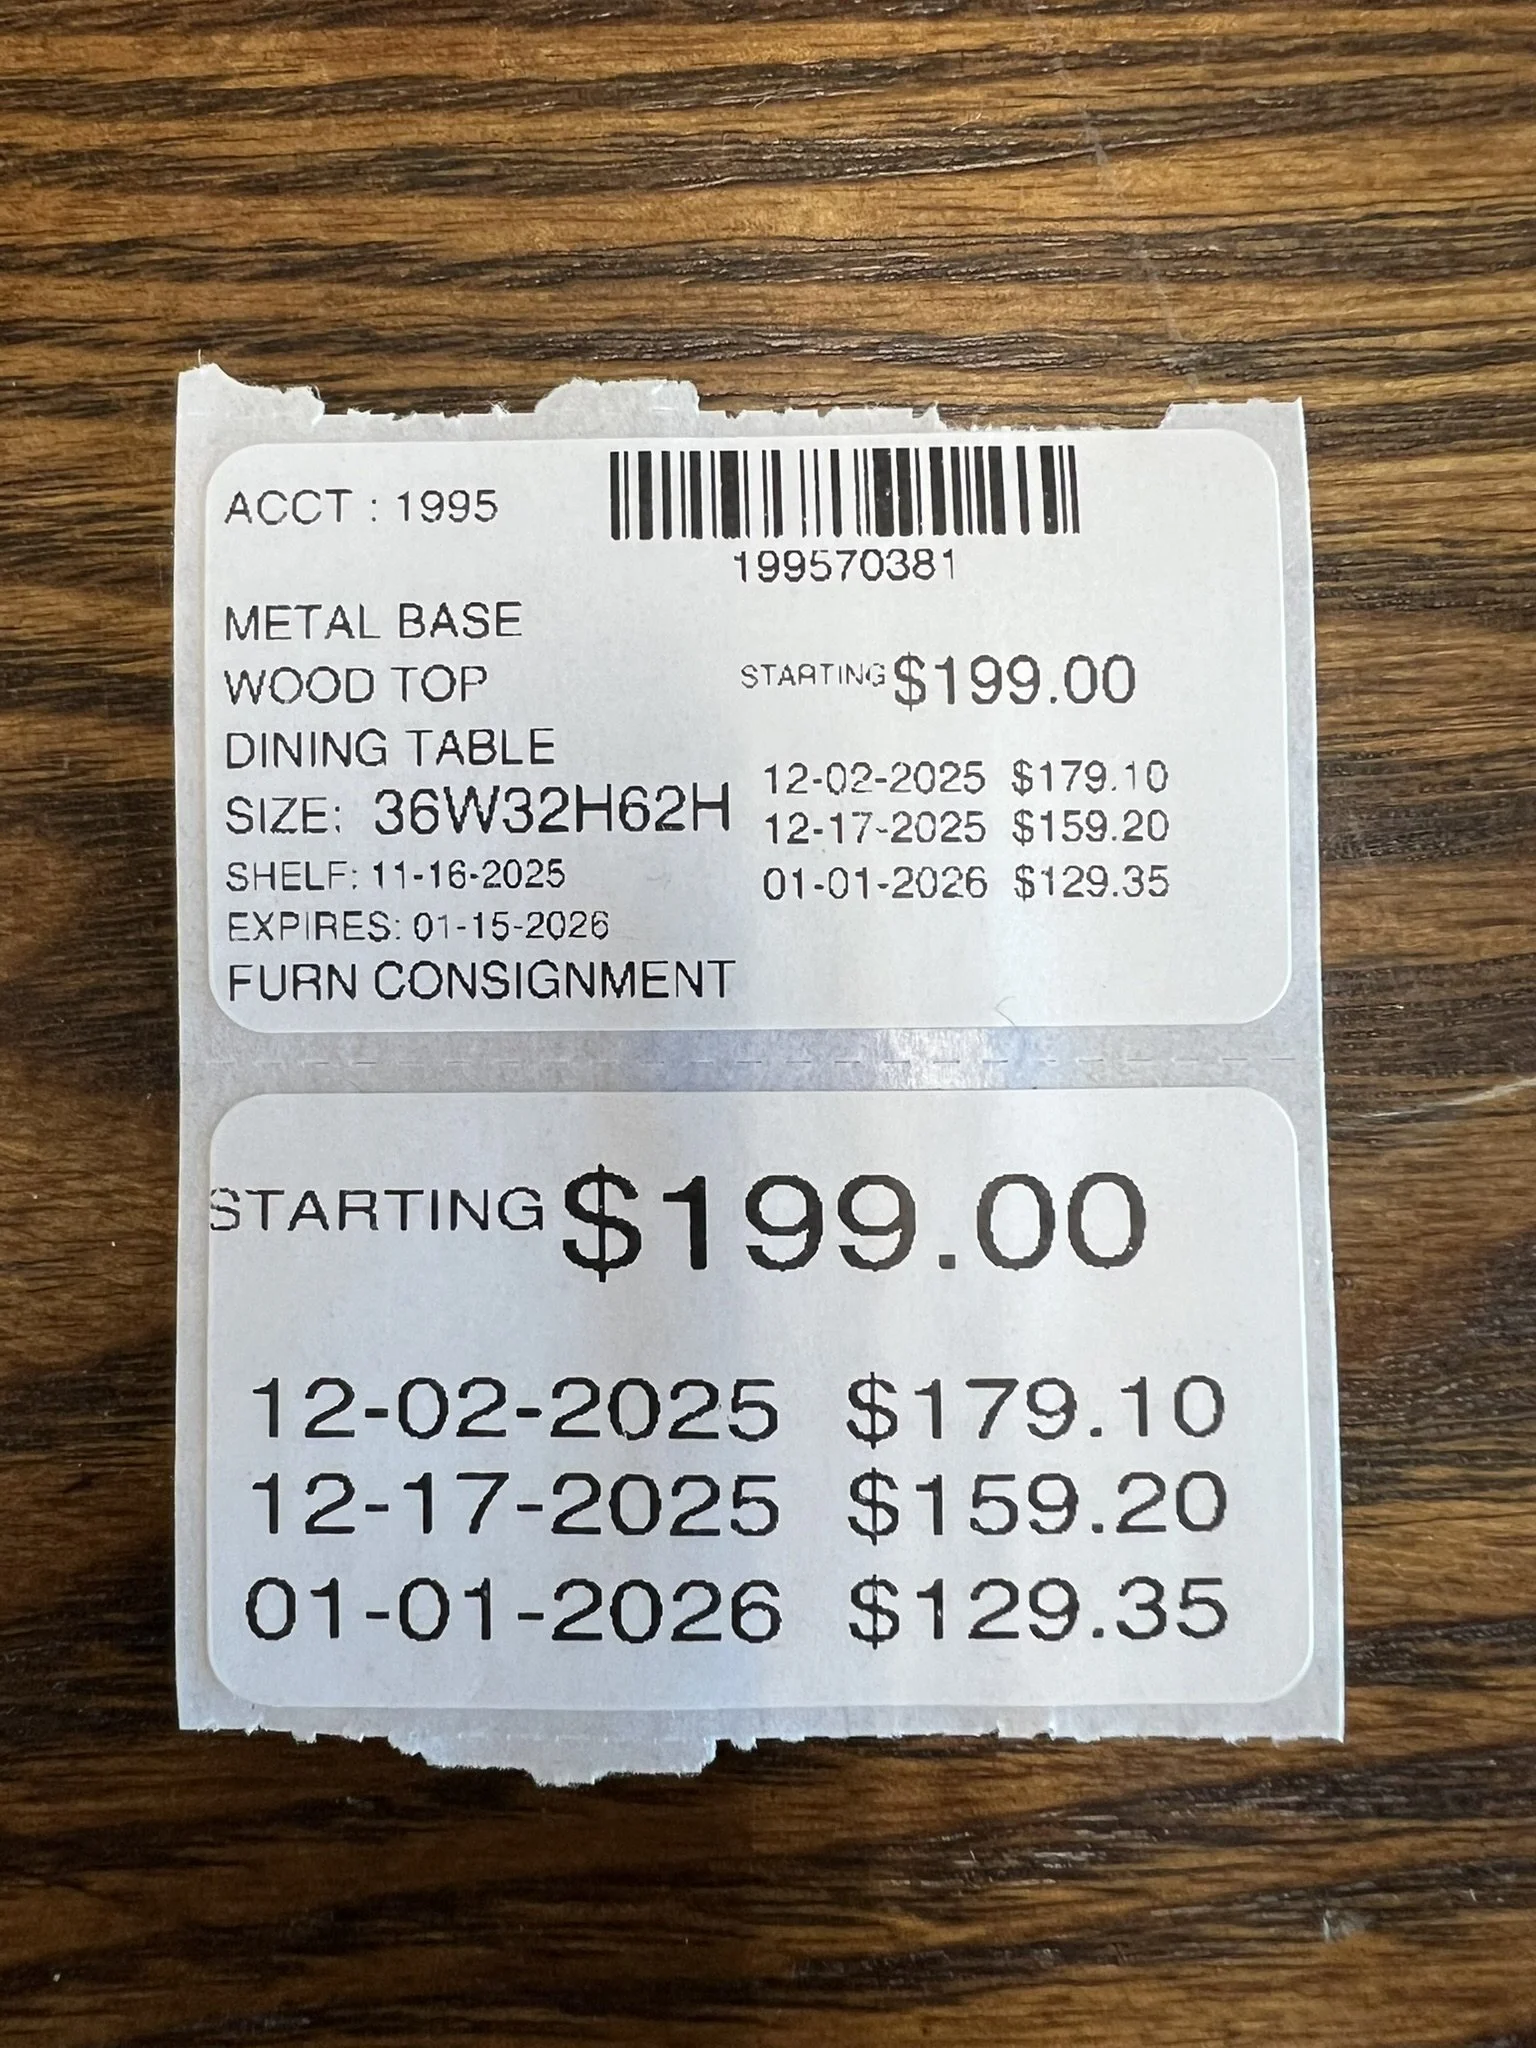 ACCT : 1995
199570381
METAL BASE
WOOD TOP
DINING TABLE
SIZE: 36W32H62H
SHELF: 11-16-2025
EXPIRES: 01-15-2026
FURN CONSIGNMENT
STARTING $199.00
12-02-2025 $179.10
12-17-2025 $159.20
01-01-2026 $129.35
STARTING $199.00
12-02-2025 $179.10
12-17-2025 $159.20
01-01-2026 $129.35